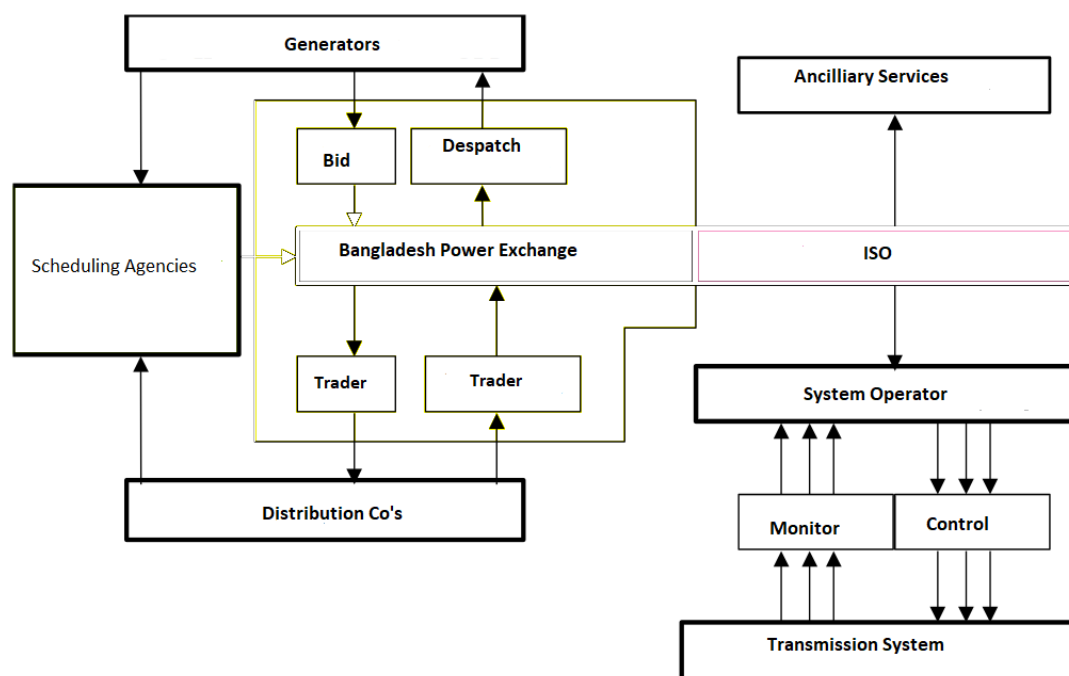 Generators
Ancilliary Services
Bid
Despatch
Scheduling Agencies
Bangladesh Power Exchange
ISO
Trader
Trader
System Operator
Distribution Co's
Monitor
Control
Transmission System